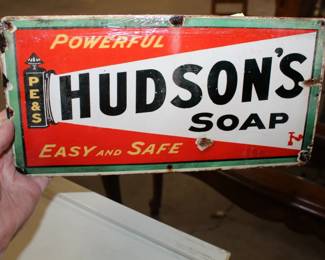 POWERFUL
PE&S
HUDSON'S
SOAP
EASY AND SAFE